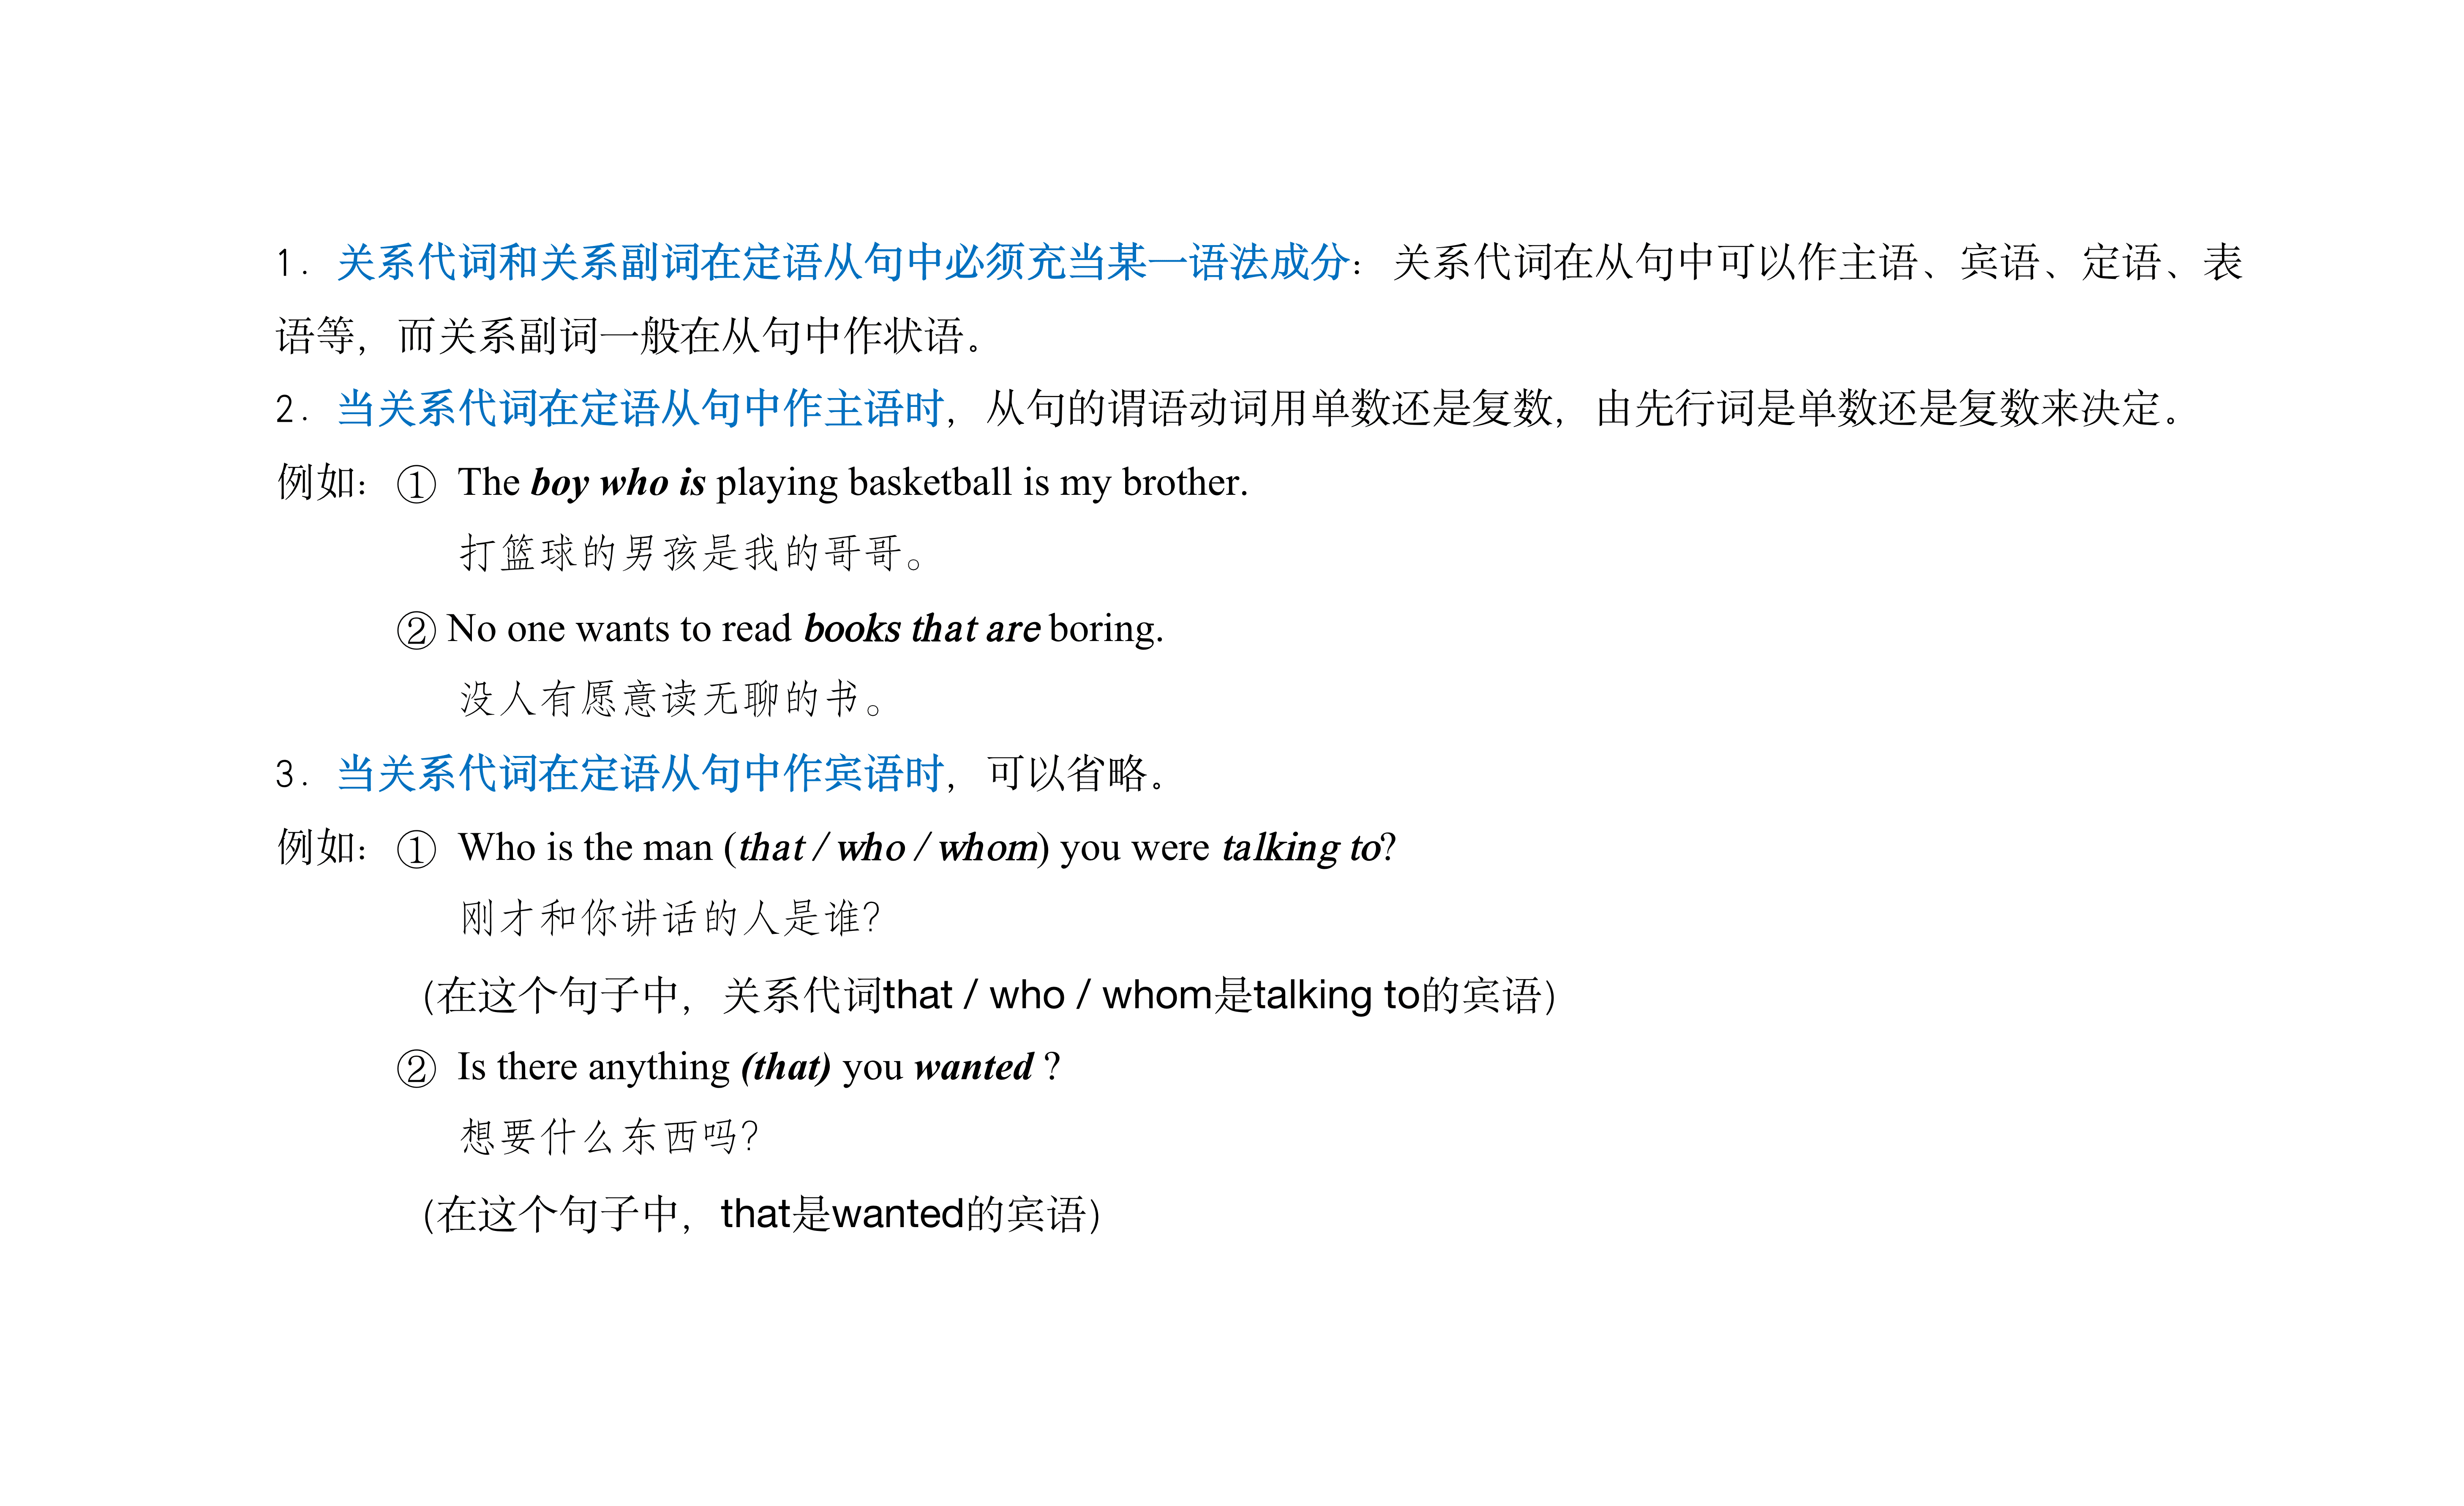 1. 关系代词和关系副词在定语从句中必须充当某一语法成分：关系代词在从句中可以作主语、宾语、定语、表
语等，而关系副词一般在从句中作状语。
2. 当关系代词在定语从句中作主语时，从句的谓语动词用单数还是复数，由先行词是单数还是复数来决定。
例如：① The boy who is playing basketball is my brother.
打篮球的男孩是我的哥哥。
② No one wants to read books that are boring.
没人有愿意读无聊的书。
3. 当关系代词在定语从句中作宾语时，可以省略。
例如：① Who is the man (that / who / whom) you were talking to?
刚才和你讲话的人是谁？
(在这个句子中，关系代词that / who / whom是talking to的宾语)
② Is there anything (that) you wanted ?
想要什么东西吗？
(在这个句子中，that是wanted的宾语)